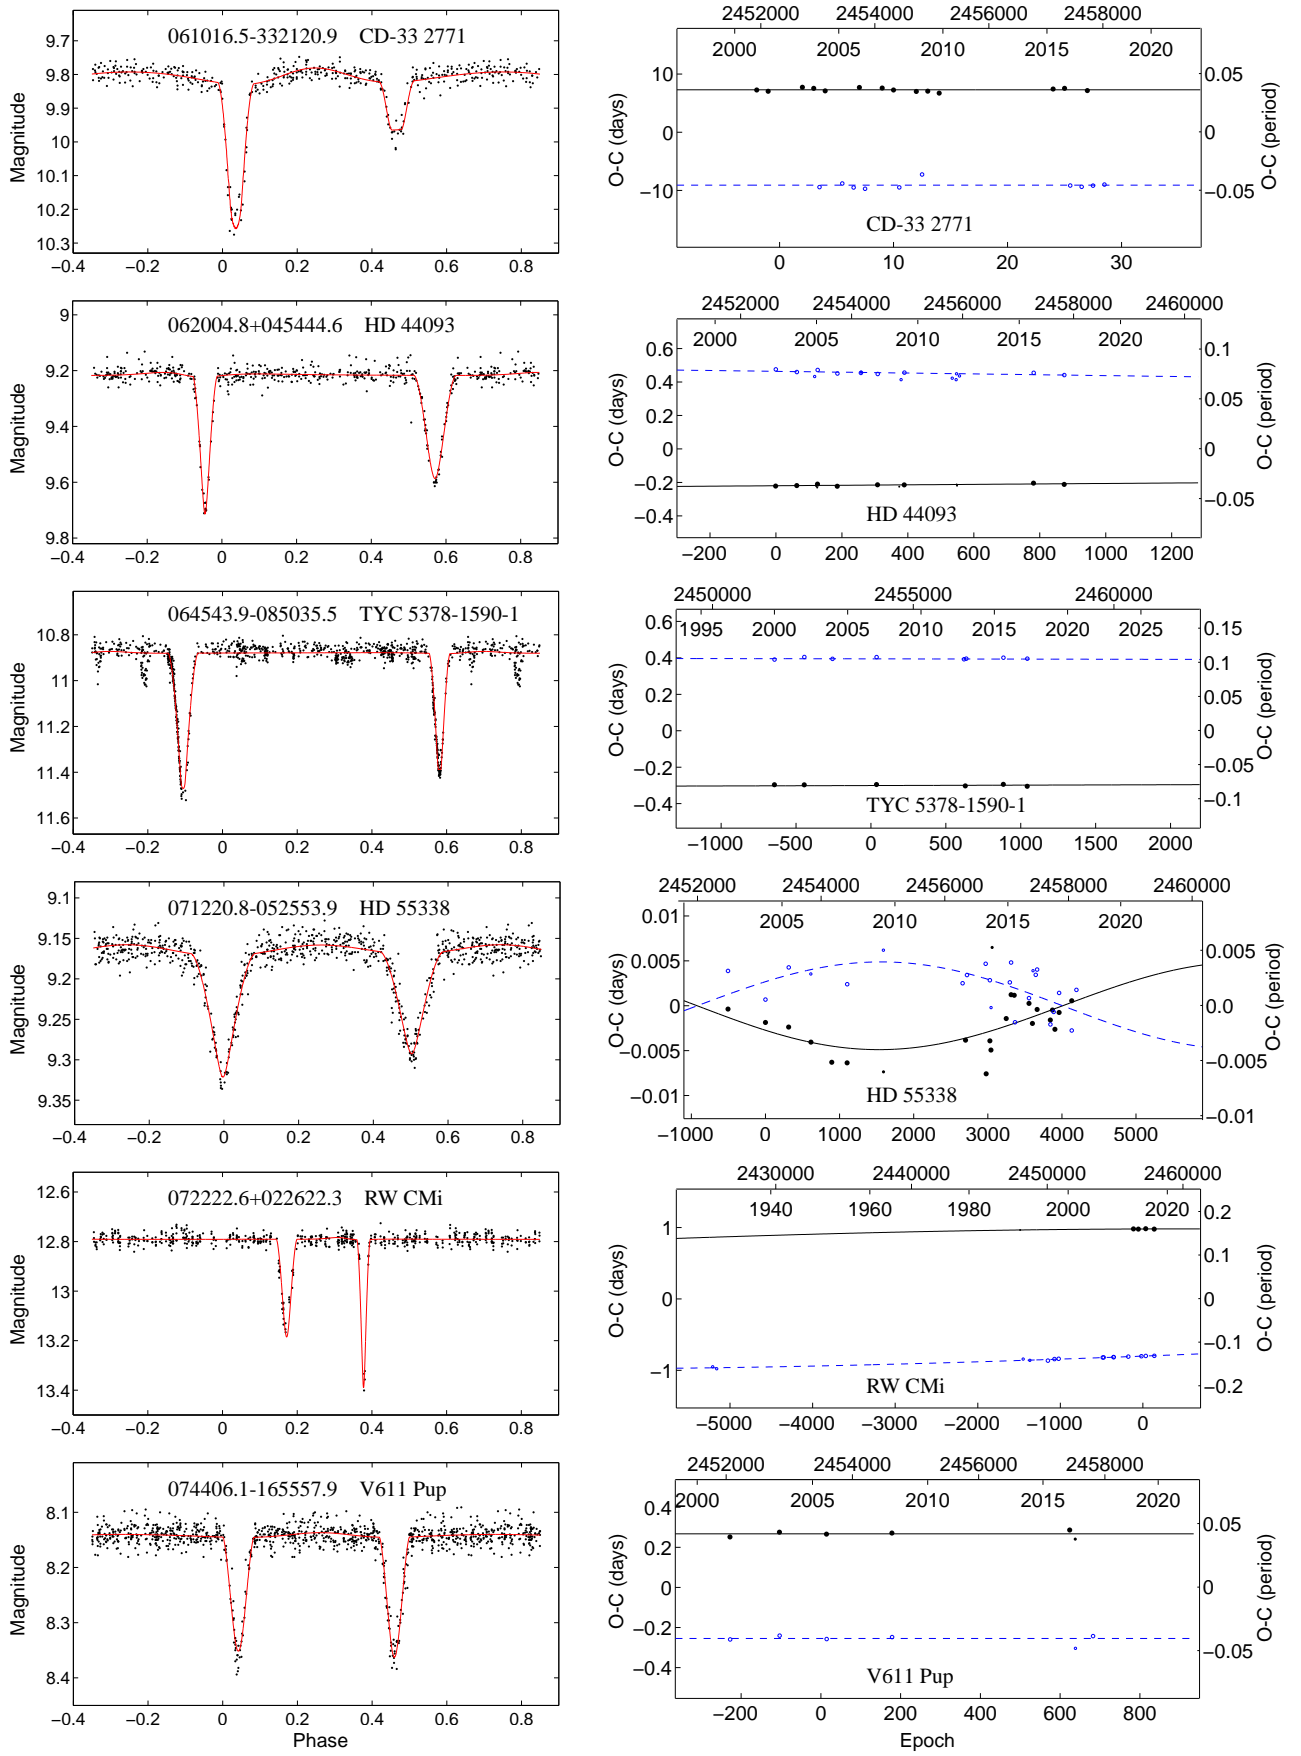 061016.5-332120.9 CD-33 2771
9.7
9.8
9.9
10
10.1
10.2
10.3
Magnitude
−0.4 −0.2 0 0.2 0.4 0.6 0.8
2452000 2454000 2456000 2458000
2000 2005 2010 2015 2020
10
0
−10
O-C (days)
0.05
0
−0.05
O-C (period)
CD-33 2771
0 10 20 30
062004.8+045444.6 HD 44093
9
9.2
9.4
9.6
9.8
Magnitude
−0.4 −0.2 0 0.2 0.4 0.6 0.8
2452000 2454000 2456000 2458000 2460000
2000 2005 2010 2015 2020
0.6
0.4
0.2
0
−0.2
−0.4
O-C (days)
0.1
0.05
0
−0.05
O-C (period)
HD 44093
−200 0 200 400 600 800 1000 1200
064543.9-085035.5 TYC 5378-1590-1
10.8
11
11.2
11.4
11.6
Magnitude
−0.4 −0.2 0 0.2 0.4 0.6 0.8
2450000 2455000 2460000
1995 2000 2005 2010 2015 2020 2025
0.6
0.4
0.2
0
−0.2
−0.4
O-C (days)
0.15
0.1
0.05
0
−0.05
−0.1
O-C (period)
TYC 5378-1590-1
−1000 −500 0 500 1000 1500 2000
071220.8-052553.9 HD 55338
9.1
9.15
9.2
9.25
9.3
9.35
Magnitude
−0.4 −0.2 0 0.2 0.4 0.6 0.8
2452000 2454000 2456000 2458000 2460000
2005 2010 2015 2020
0.01
0.005
0
−0.005
−0.01
O-C (days)
0.005
0.0
−0.005
−0.01
O-C (period)
HD 55338
−1000 0 1000 2000 3000 4000 5000
072222.6+022622.3 RW CMi
12.6
12.8
13
13.2
13.4
Magnitude
−0.4 −0.2 0 0.2 0.4 0.6 0.8
2430000 2440000 2450000 2460000
1940 1960 1980 2000 2020
1
0
−1
O-C (days)
0.2
0.1
0
−0.1
−0.2
O-C (period)
RW CMi
−5000 −4000 −3000 −2000 −1000 0
074406.1-165557.9 V611 Pup
8.1
8.2
8.3
8.4
Magnitude
−0.4 −0.2 0 0.2 0.4 0.6 0.8
Phase
2452000 2454000 2456000 2458000
2000 2005 2010 2015 2020
0.4
0.2
0
−0.2
−0.4
O-C (days)
0.05
0
−0.05
O-C (period)
V611 Pup
−200 0 200 400 600 800
Epoch